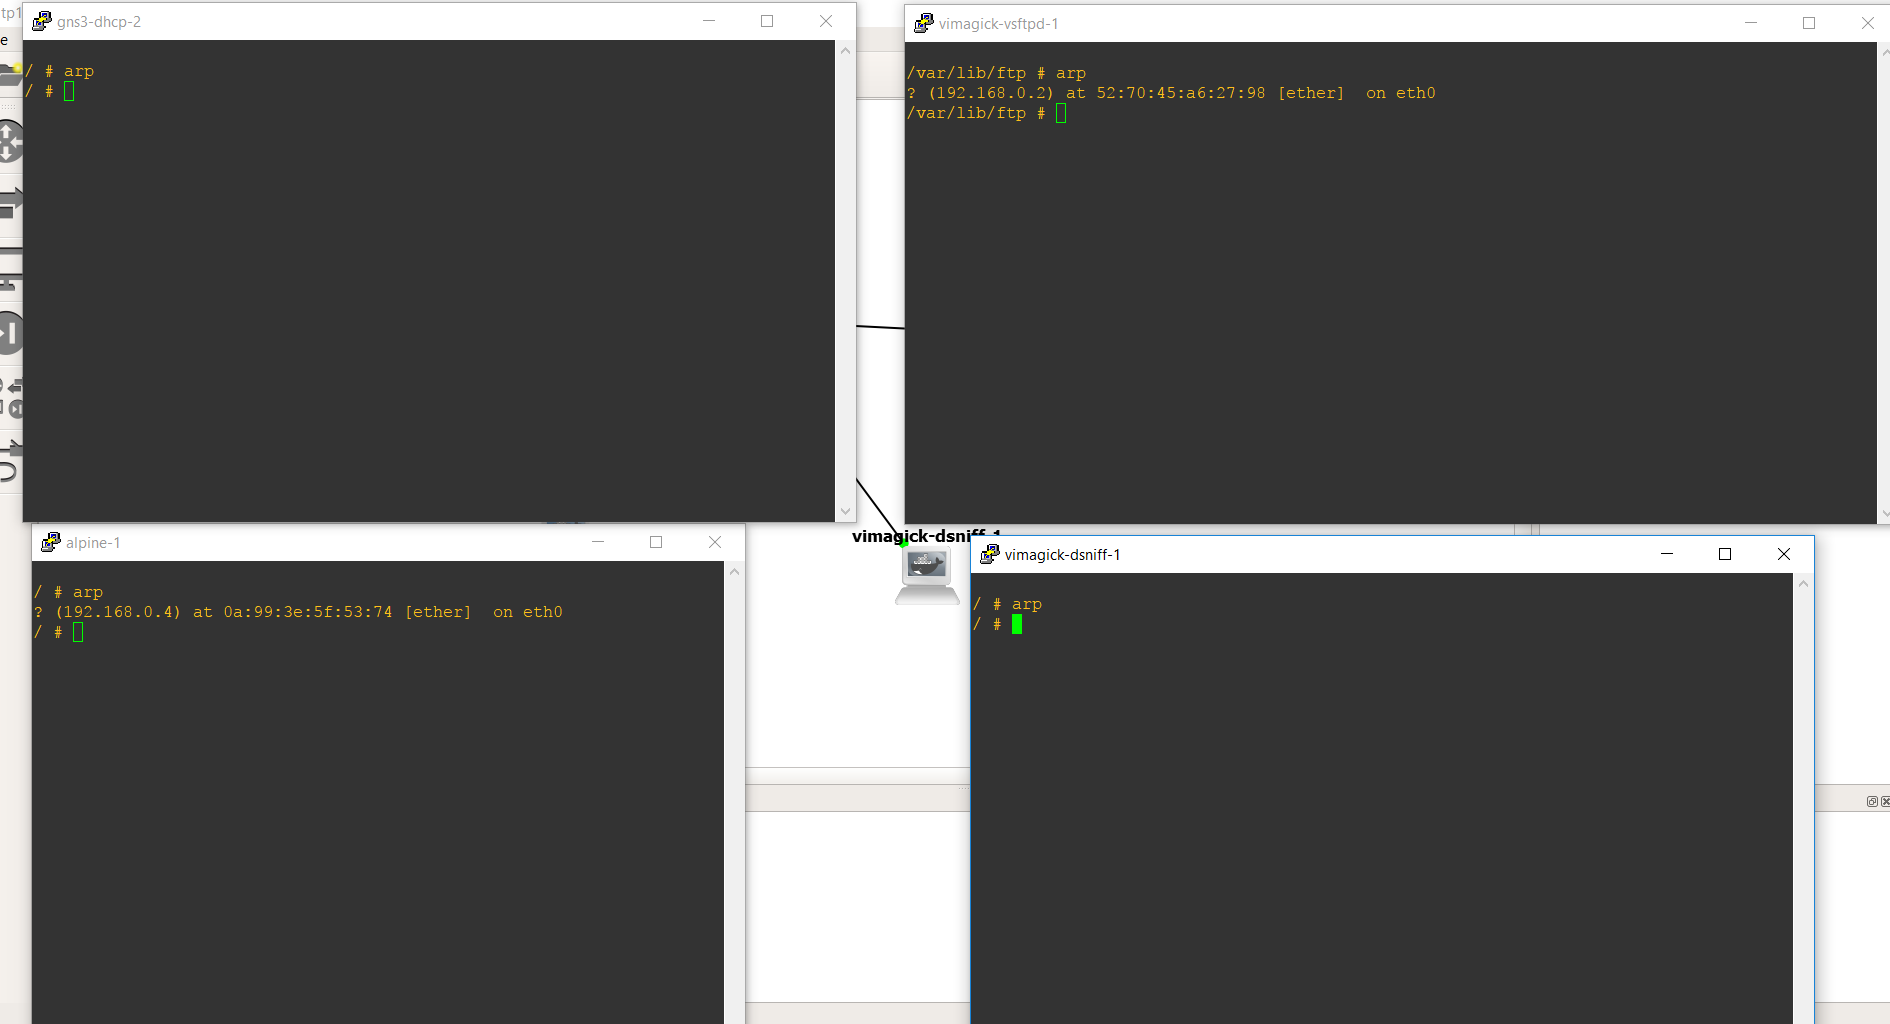 tp1
e
gns3-dhcp-2
/ # arp
/ #
vimagick-vsftpd-1
/var/lib/ftp # arp
? (192.168.0.2) at 52:70:45:a6:27:98 [ether]  on eth0
/var/lib/ftp #
alpine-1
/ # arp
? (192.168.0.4) at 0a:99:3e:5f:53:74 [ether]  on eth0
/ #
vimagick-dsniff-1
vimagick-dsniff-1
/ # arp
/ #